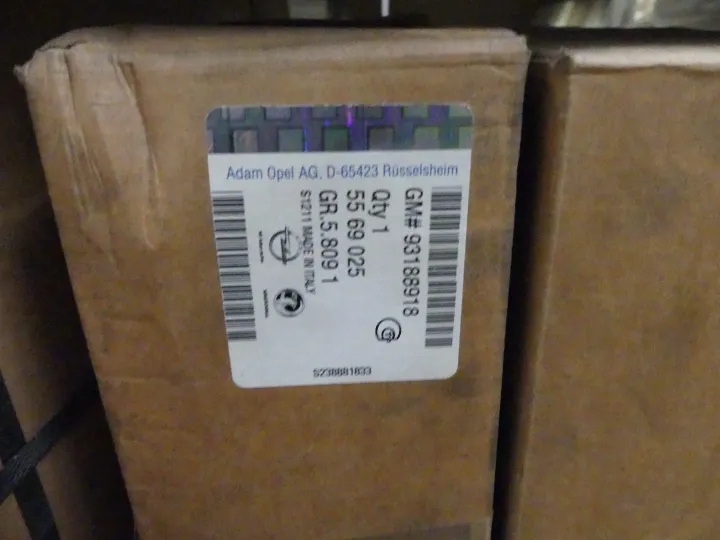 Adam Opel AG, D-65423 Rüsselsheim
GM# 93188918
Qty 1
55 69 025
GR.5.809 1
S1211 MADE IN ITALY
S238681833